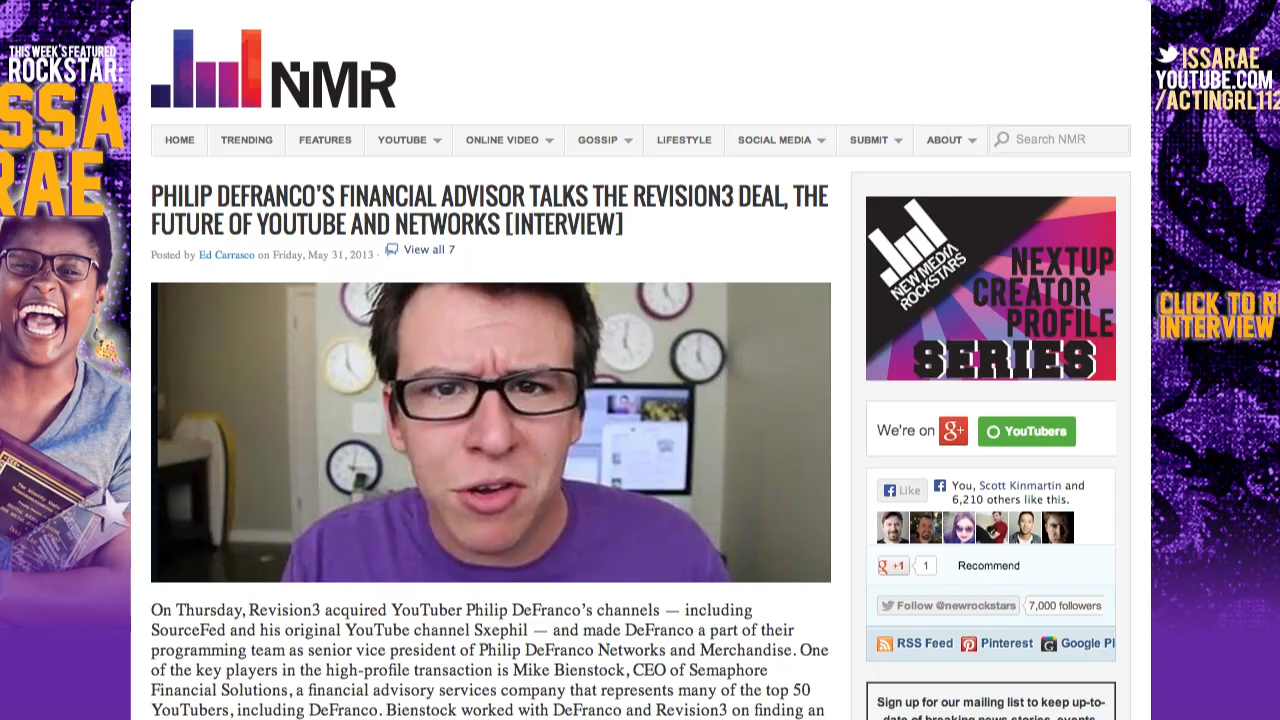 THIS WEEK'S FEATURED
ROCKSTAR:
SSA
RAE
NMR
HOME TRENDING FEATURES YOUTUBE ONLINE VIDEO GOSSIP LIFESTYLE SOCIAL MEDIA SUBMIT ABOUT Search NMR
PHILIP DEFRANCO'S FINANCIAL ADVISOR TALKS THE REVISION3 DEAL, THE
FUTURE OF YOUTUBE AND NETWORKS [INTERVIEW]
Posted by Ed Carrasco on Friday, May 31, 2013 · View all 7
On Thursday, Revision3 acquired YouTuber Philip DeFranco's channels — including
SourceFed and his original YouTube channel Sxephil — and made DeFranco a part of their
programming team as senior vice president of Philip DeFranco Networks and Merchandise. One
of the key players in the high-profile transaction is Mike Bienstock, CEO of Semaphore
Financial Solutions, a financial advisory services company that represents many of the top 50
YouTubers, including DeFranco. Bienstock worked with DeFranco and Revision3 on finding an
NEW MEDIA
ROCKSTARS
NEXTUP
CREATOR
PROFILE
SERIES
We're on g+ YouTubers
Like You, Scott Kinmartin and
6,210 others like this.
g +1 1 Recommend
Follow @newrockstars 7,000 followers
RSS Feed Pinterest Google Pl
Sign up for our mailing list to keep up-to-
date of breaking news stories, events
ISSARAE
YOUTUBE.COM
/ACTINGRL112
CLICK TO RE
INTERVIEW